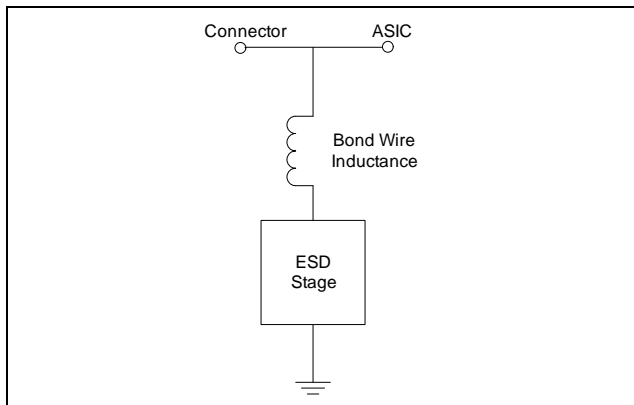 Connector
ASIC
Bond Wire
Inductance
ESD
Stage